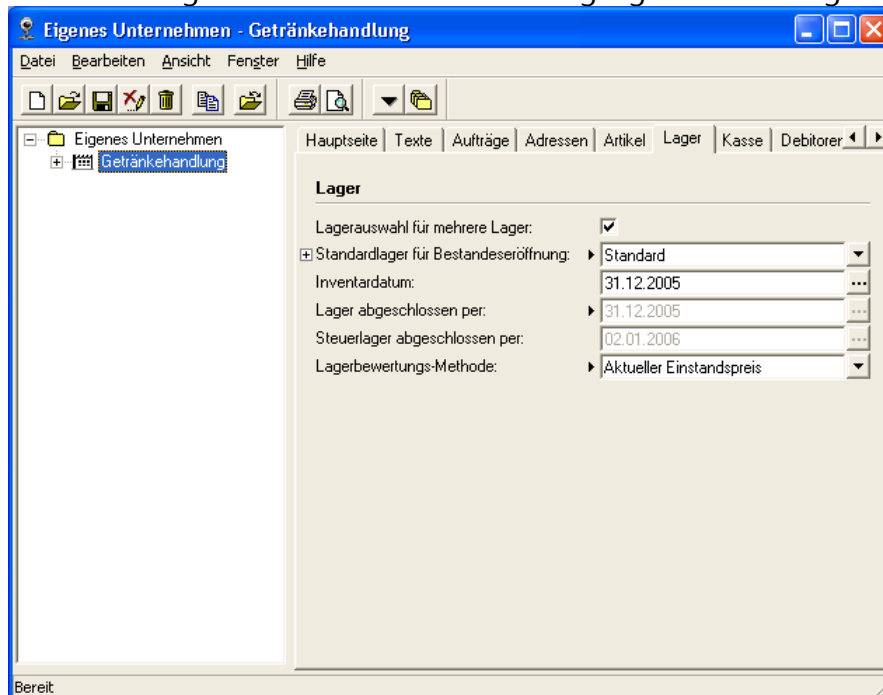 Eigenes Unternehmen - Getränkehandlung
Datei Bearbeiten Ansicht Fenster Hilfe
Eigenes Unternehmen
Getränkehandlung
Hauptseite Texte Aufträge Adressen Artikel Lager Kasse Debitorer
Lager
Lagerauswahl für mehrere Lager:
Standardlager für Bestandeseröffnung: Standard
Inventardatum: 31.12.2005 ...
Lager abgeschlossen per: 31.12.2005 ...
Steuerlager abgeschlossen per: 02.01.2006 ...
Lagerbewertungs-Methode: Aktueller Einstandspreis
Bereit